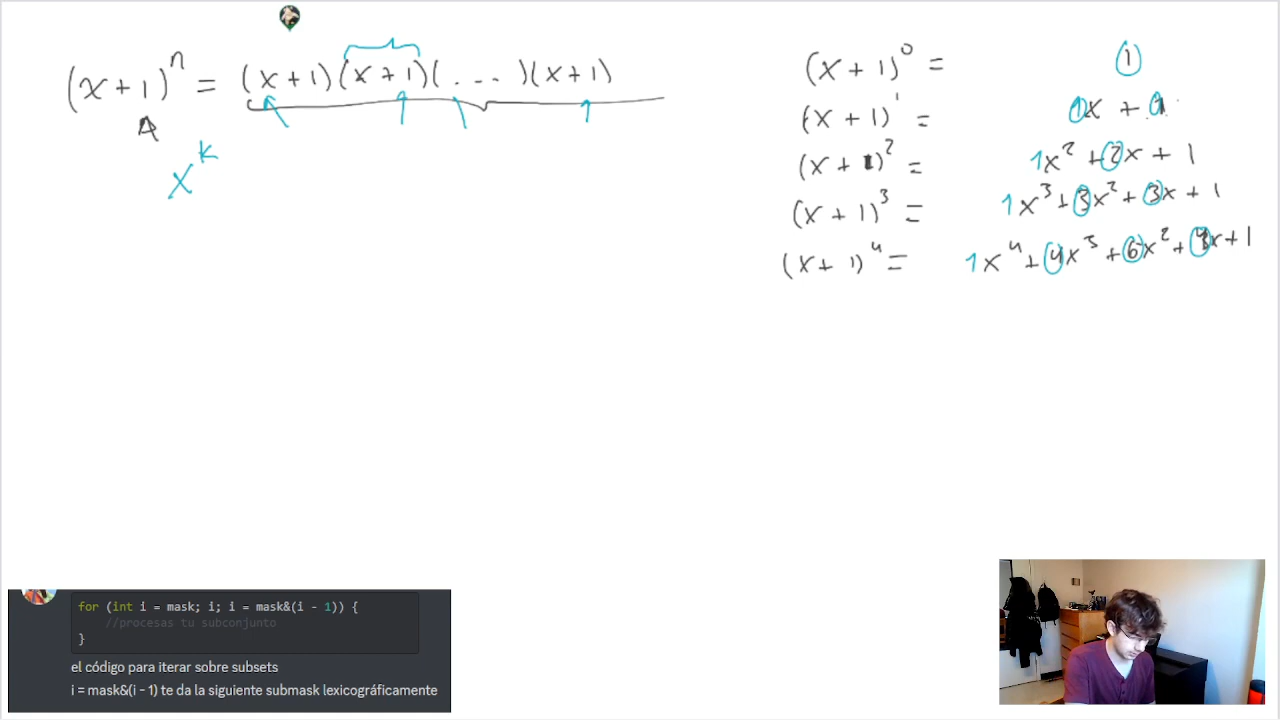 (x + 1)^n = (x + 1)(x + 1)( . . . . )(x + 1)
x^k
(x + 1)^0 = 1
(x + 1)^1 = 1x + 1
(x + 1)^2 = 1x^2 + 2x + 1
(x + 1)^3 = 1x^3 + 3x^2 + 3x + 1
(x + 1)^4 = 1x^4 + 4x^3 + 6x^2 + 4x + 1
for (int i = mask; i; i = mask&(i - 1)) {
//procesas tu subconjunto
}
el código para iterar sobre subsets
i = mask&(i - 1) te da la siguiente submask lexicográficamente